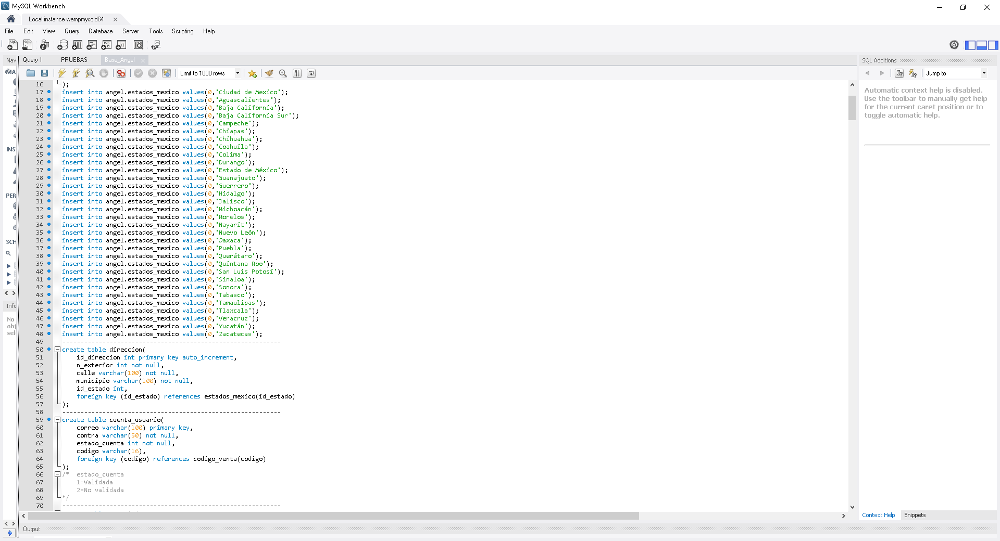 MySQL Workbench
Local instance wampmysqld64
File Edit View Query Database Server Tools Scripting Help
Nav
Query 1 PRUEBAS Base_Angel
SQL Additions
Limit to 1000 rows
Jump to
MA
INS
PER
SCH
Info
No
obj
sel
16 );
17 insert into angel.estados_mexico values(0,'Ciudad de Mexico');
18 insert into angel.estados_mexico values(0,'Aguascalientes');
19 insert into angel.estados_mexico values(0,'Baja California');
20 insert into angel.estados_mexico values(0,'Baja California Sur');
21 insert into angel.estados_mexico values(0,'Campeche');
22 insert into angel.estados_mexico values(0,'Chiapas');
23 insert into angel.estados_mexico values(0,'Chihuahua');
24 insert into angel.estados_mexico values(0,'Coahuila');
25 insert into angel.estados_mexico values(0,'Colima');
26 insert into angel.estados_mexico values(0,'Durango');
27 insert into angel.estados_mexico values(0,'Estado de México');
28 insert into angel.estados_mexico values(0,'Guanajuato');
29 insert into angel.estados_mexico values(0,'Guerrero');
30 insert into angel.estados_mexico values(0,'Hidalgo');
31 insert into angel.estados_mexico values(0,'Jalisco');
32 insert into angel.estados_mexico values(0,'Michoacán');
33 insert into angel.estados_mexico values(0,'Morelos');
34 insert into angel.estados_mexico values(0,'Nayarit');
35 insert into angel.estados_mexico values(0,'Nuevo León');
36 insert into angel.estados_mexico values(0,'Oaxaca');
37 insert into angel.estados_mexico values(0,'Puebla');
38 insert into angel.estados_mexico values(0,'Querétaro');
39 insert into angel.estados_mexico values(0,'Quintana Roo');
40 insert into angel.estados_mexico values(0,'San Luis Potosí');
41 insert into angel.estados_mexico values(0,'Sinaloa');
42 insert into angel.estados_mexico values(0,'Sonora');
43 insert into angel.estados_mexico values(0,'Tabasco');
44 insert into angel.estados_mexico values(0,'Tamaulipas');
45 insert into angel.estados_mexico values(0,'Tlaxcala');
46 insert into angel.estados_mexico values(0,'Veracruz');
47 insert into angel.estados_mexico values(0,'Yucatán');
48 insert into angel.estados_mexico values(0,'Zacatecas');
49 ------------------------------------------------------------
50 create table direccion(
51 id_direccion int primary key auto_increment,
52 n_exterior int not null,
53 calle varchar(100) not null,
54 municipio varchar(100) not null,
55 id_estado int,
56 foreign key (id_estado) references estados_mexico(id_estado)
57 );
58 ------------------------------------------------------------
59 create table cuenta_usuario(
60 correo varchar(100) primary key,
61 contra varchar(50) not null,
62 estado_cuenta int not null,
63 codigo varchar(16),
64 foreign key (codigo) references codigo_venta(codigo)
65 );
66 /* estado_cuenta
67 1=Validada
68 2=No validada
69 */
70 ------------------------------------------------------------
Automatic context help is disabled.
Use the toolbar to manually get help
for the current caret position or to
toggle automatic help.
Context Help Snippets
Output